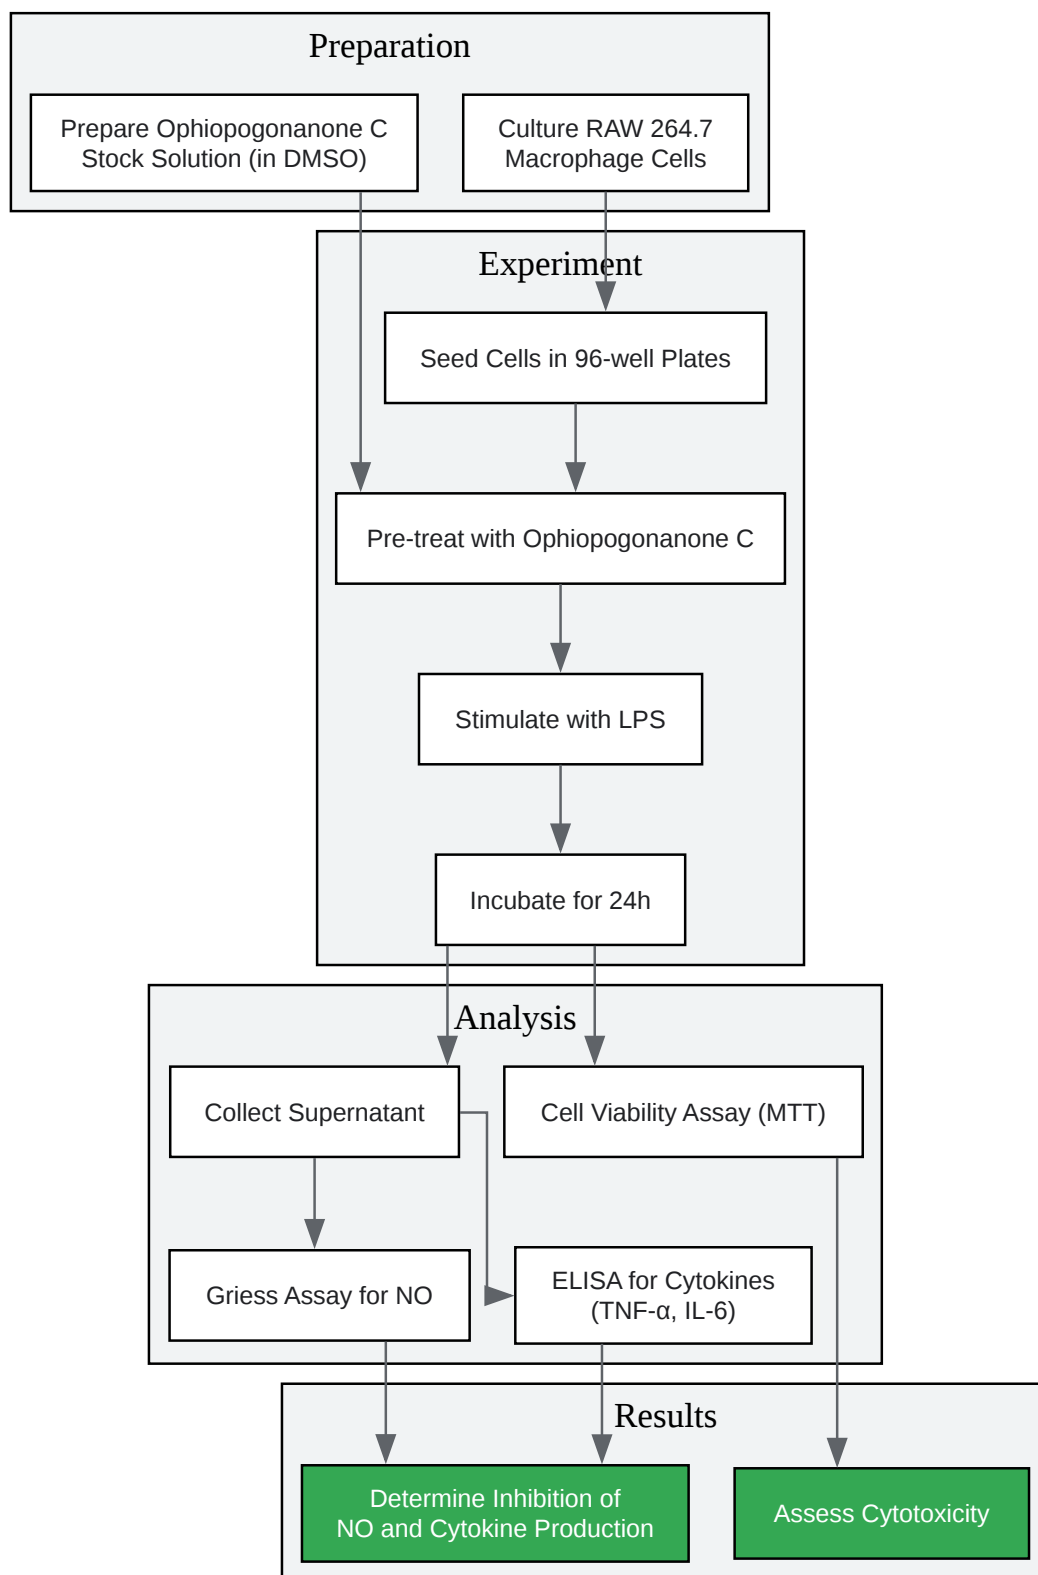 Preparation
Prepare Ophiopogonanone C
Stock Solution (in DMSO)
Culture RAW 264.7
Macrophage Cells
Experiment
Seed Cells in 96-well Plates
Pre-treat with Ophiopogonanone C
Stimulate with LPS
Incubate for 24h
Analysis
Collect Supernatant
Cell Viability Assay (MTT)
Griess Assay for NO
ELISA for Cytokines
(TNF-α, IL-6)
Results
Determine Inhibition of
NO and Cytokine Production
Assess Cytotoxicity